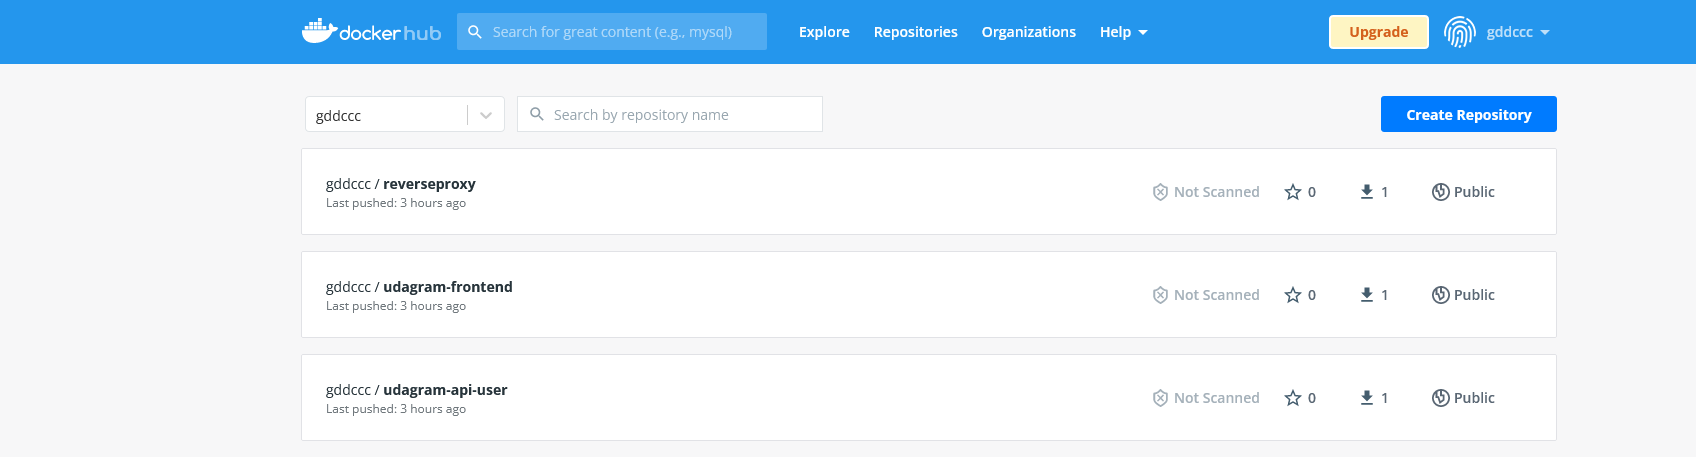 docker hub Search for great content (e.g., mysql) Explore Repositories Organizations Help Upgrade gddccc
gddccc Search by repository name Create Repository
gddccc / reverseproxy
Last pushed: 3 hours ago
Not Scanned 0 1 Public
gddccc / udagram-frontend
Last pushed: 3 hours ago
Not Scanned 0 1 Public
gddccc / udagram-api-user
Last pushed: 3 hours ago
Not Scanned 0 1 Public